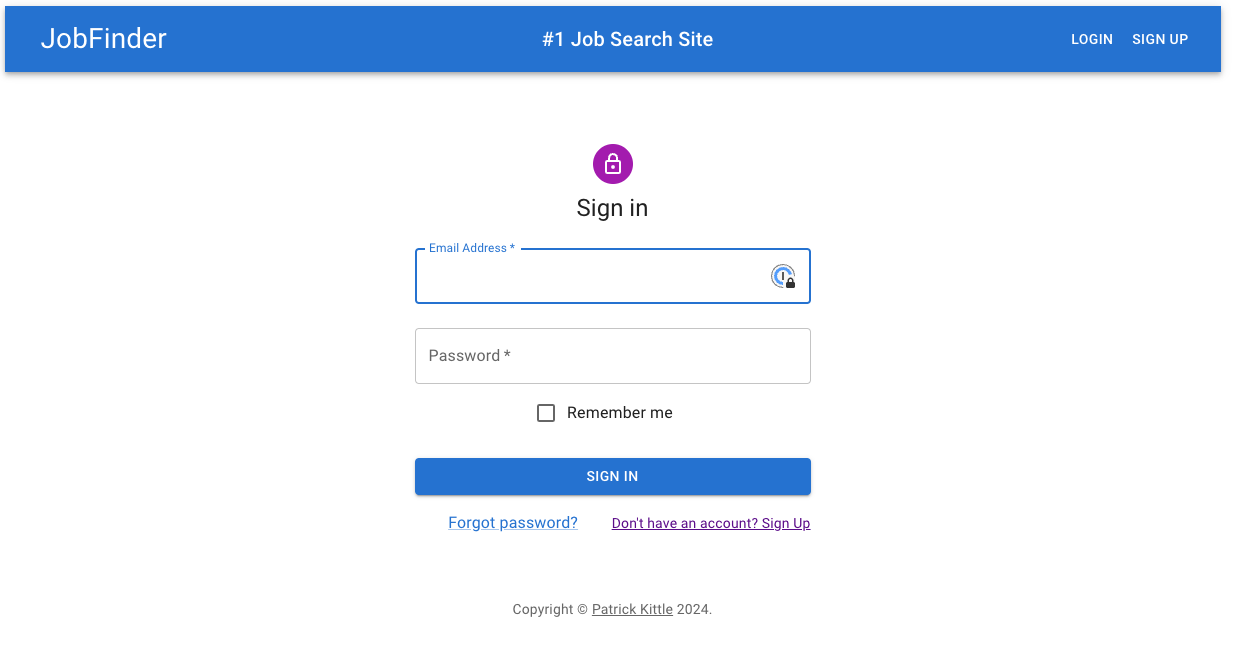 JobFinder #1 Job Search Site LOGIN SIGN UP
Sign in
Email Address *
Password *
Remember me
SIGN IN
Forgot password? Don't have an account? Sign Up
Copyright © Patrick Kittle 2024.